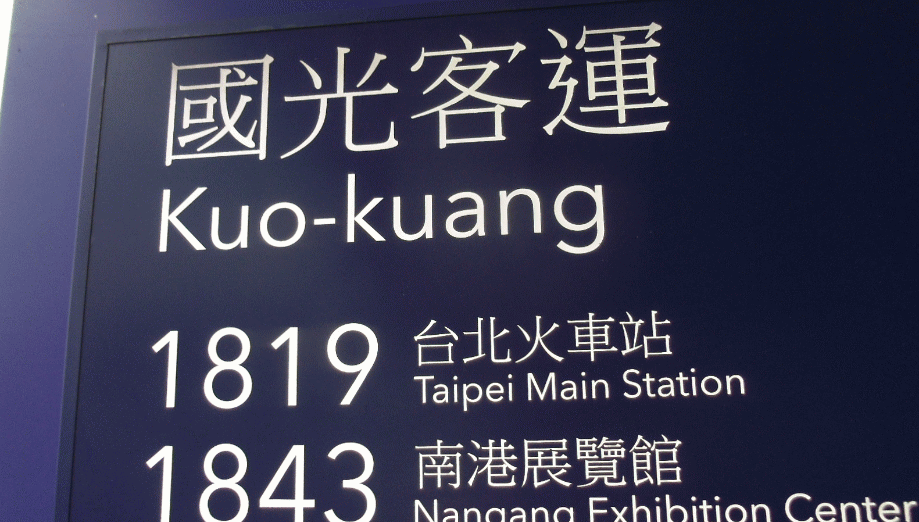 國光客運
Kuo-kuang
1819 台北火車站
Taipei Main Station
1843 南港展覽館
Nangang Exhibition Center